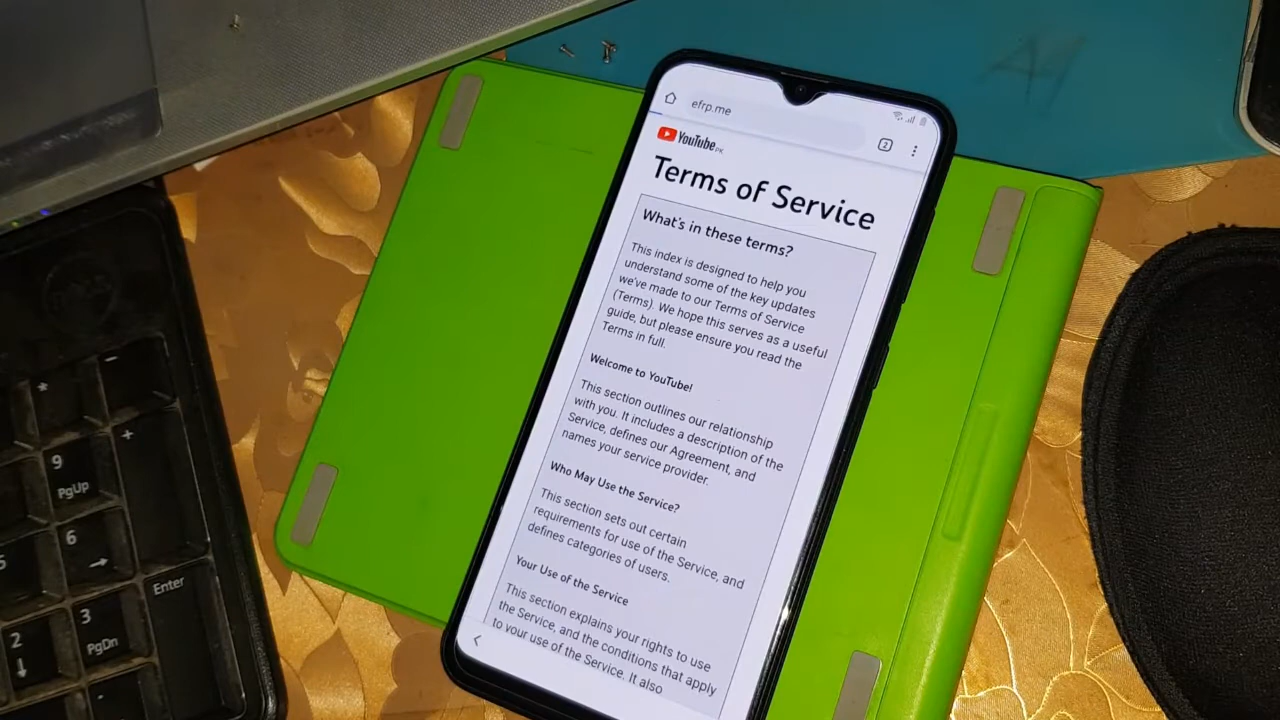 efrp.me
2
YouTube PK
Terms of Service
What's in these terms?
This index is designed to help you
understand some of the key updates
we've made to our Terms of Service
(Terms). We hope this serves as a useful
guide, but please ensure you read the
Terms in full.
Welcome to YouTube!
This section outlines our relationship
with you. It includes a description of the
Service, defines our Agreement, and
names your service provider.
Who May Use the Service?
This section sets out certain
requirements for use of the Service, and
defines categories of users.
Your Use of the Service
This section explains your rights to use
the Service, and the conditions that apply
to your use of the Service. It also
*
-
+
9
PgUp
6
→
Enter
3
PgDn
2
↓
.